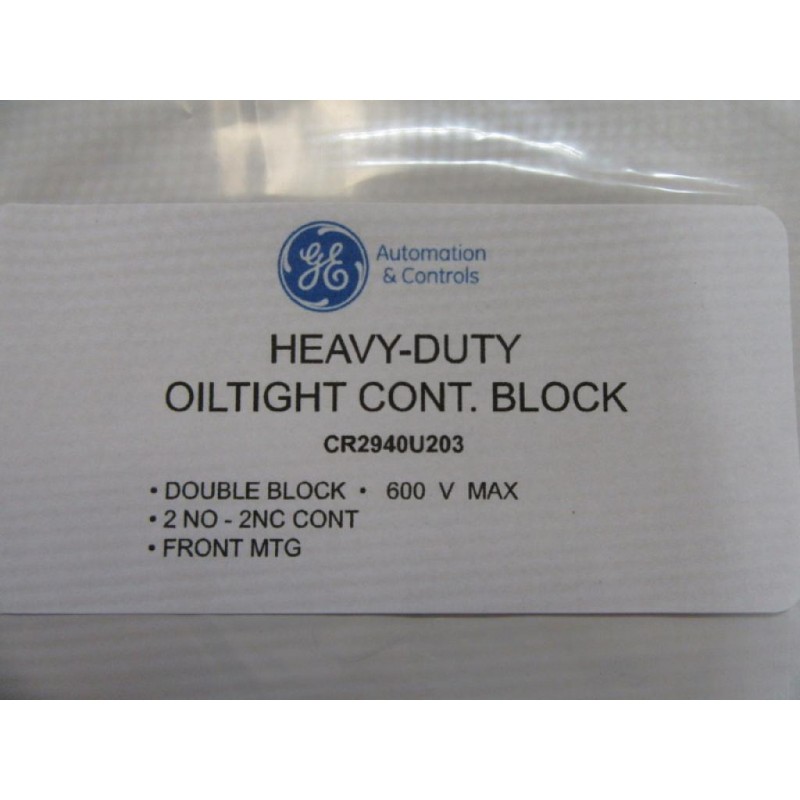 GE Automation
& Controls
HEAVY-DUTY
OILTIGHT CONT. BLOCK
CR2940U203
• DOUBLE BLOCK • 600 V MAX
• 2 NO - 2NC CONT
• FRONT MTG